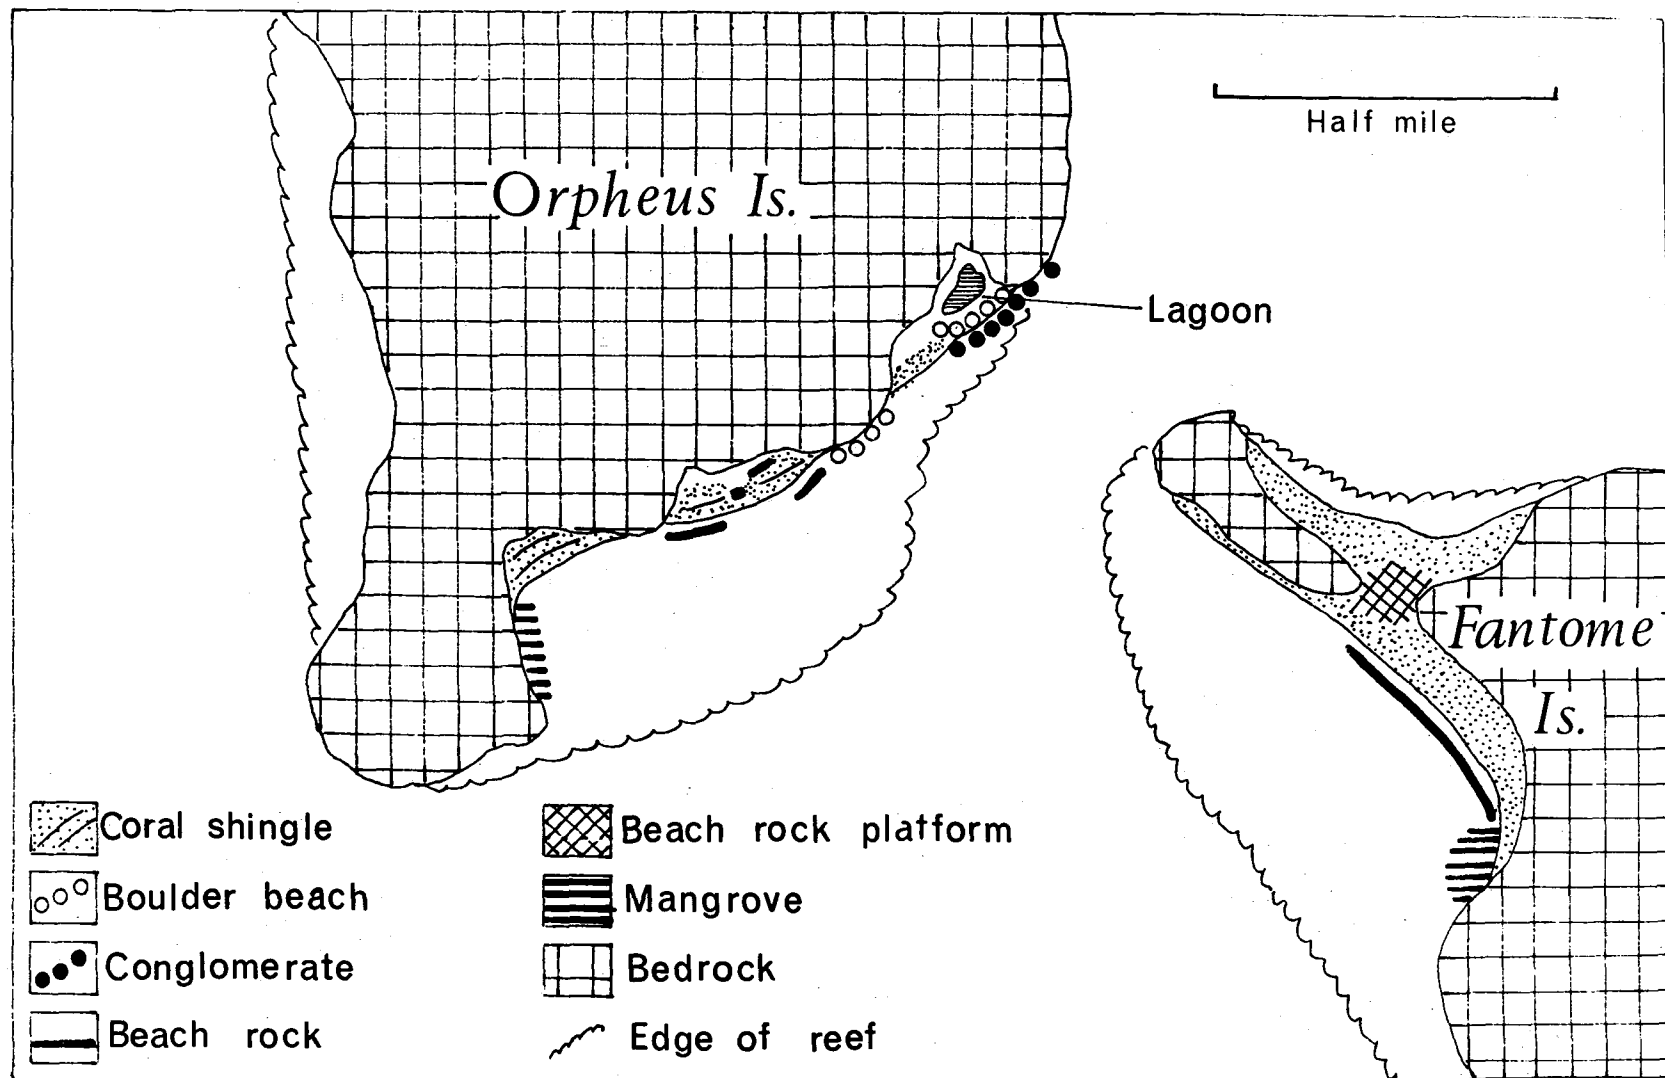 Half mile
Orpheus Is.
Lagoon
Fantome
Is.
Coral shingle
Boulder beach
Conglomerate
Beach rock
Beach rock platform
Mangrove
Bedrock
Edge of reef